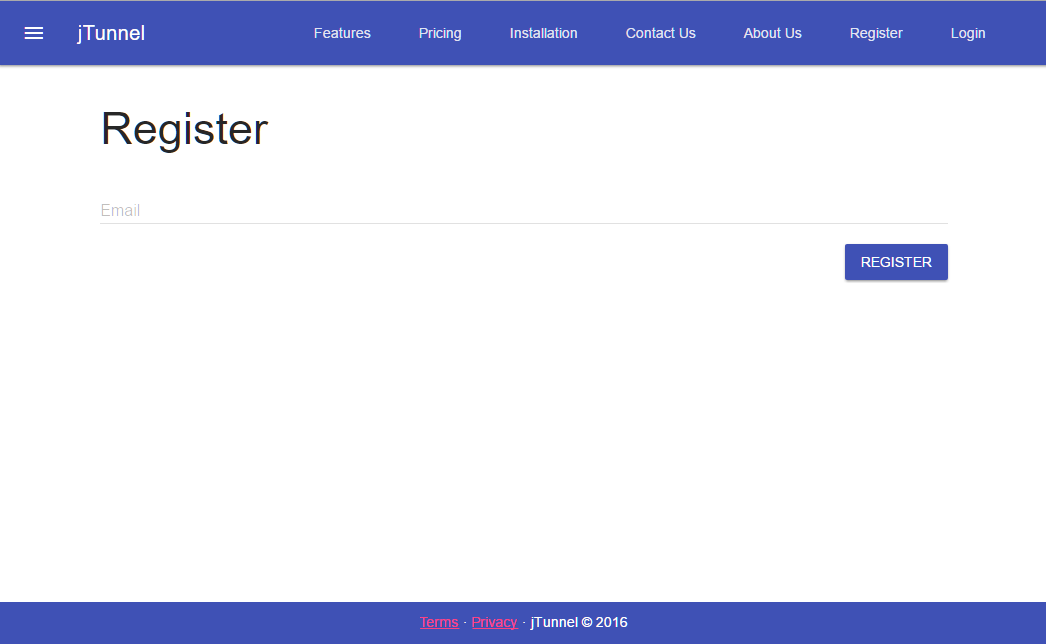 jTunnel Features Pricing Installation Contact Us About Us Register Login
Register
Email
REGISTER
Terms · Privacy · jTunnel © 2016